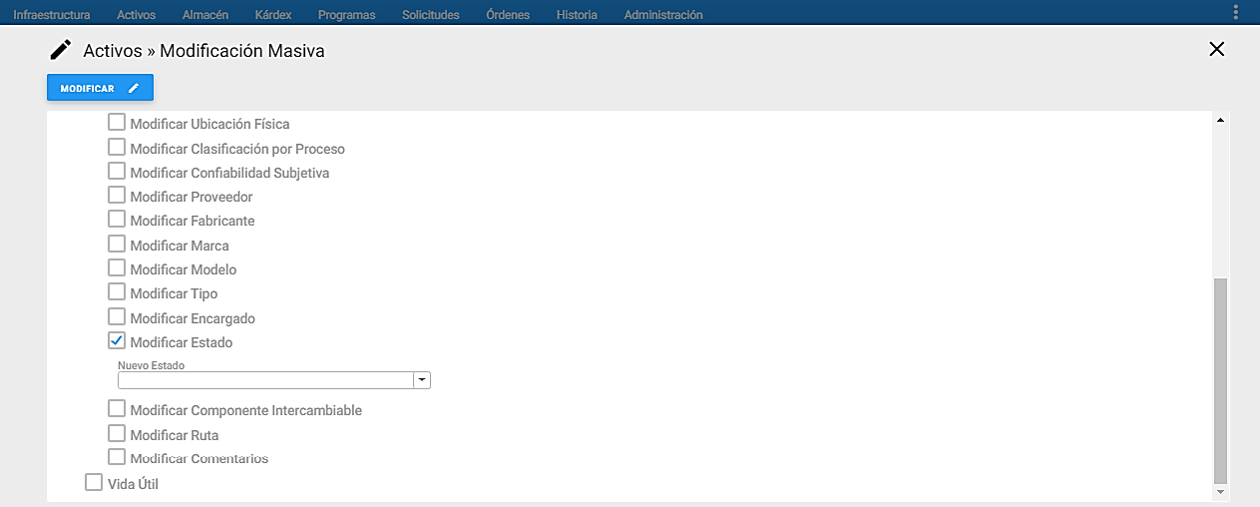 Infraestructura Activos Almacén Kárdex Programas Solicitudes Órdenes Historia Administración
Activos » Modificación Masiva
MODIFICAR
Modificar Ubicación Física
Modificar Clasificación por Proceso
Modificar Confiabilidad Subjetiva
Modificar Proveedor
Modificar Fabricante
Modificar Marca
Modificar Modelo
Modificar Tipo
Modificar Encargado
Modificar Estado
Nuevo Estado
Modificar Componente Intercambiable
Modificar Ruta
Modificar Comentarios
Vida Útil